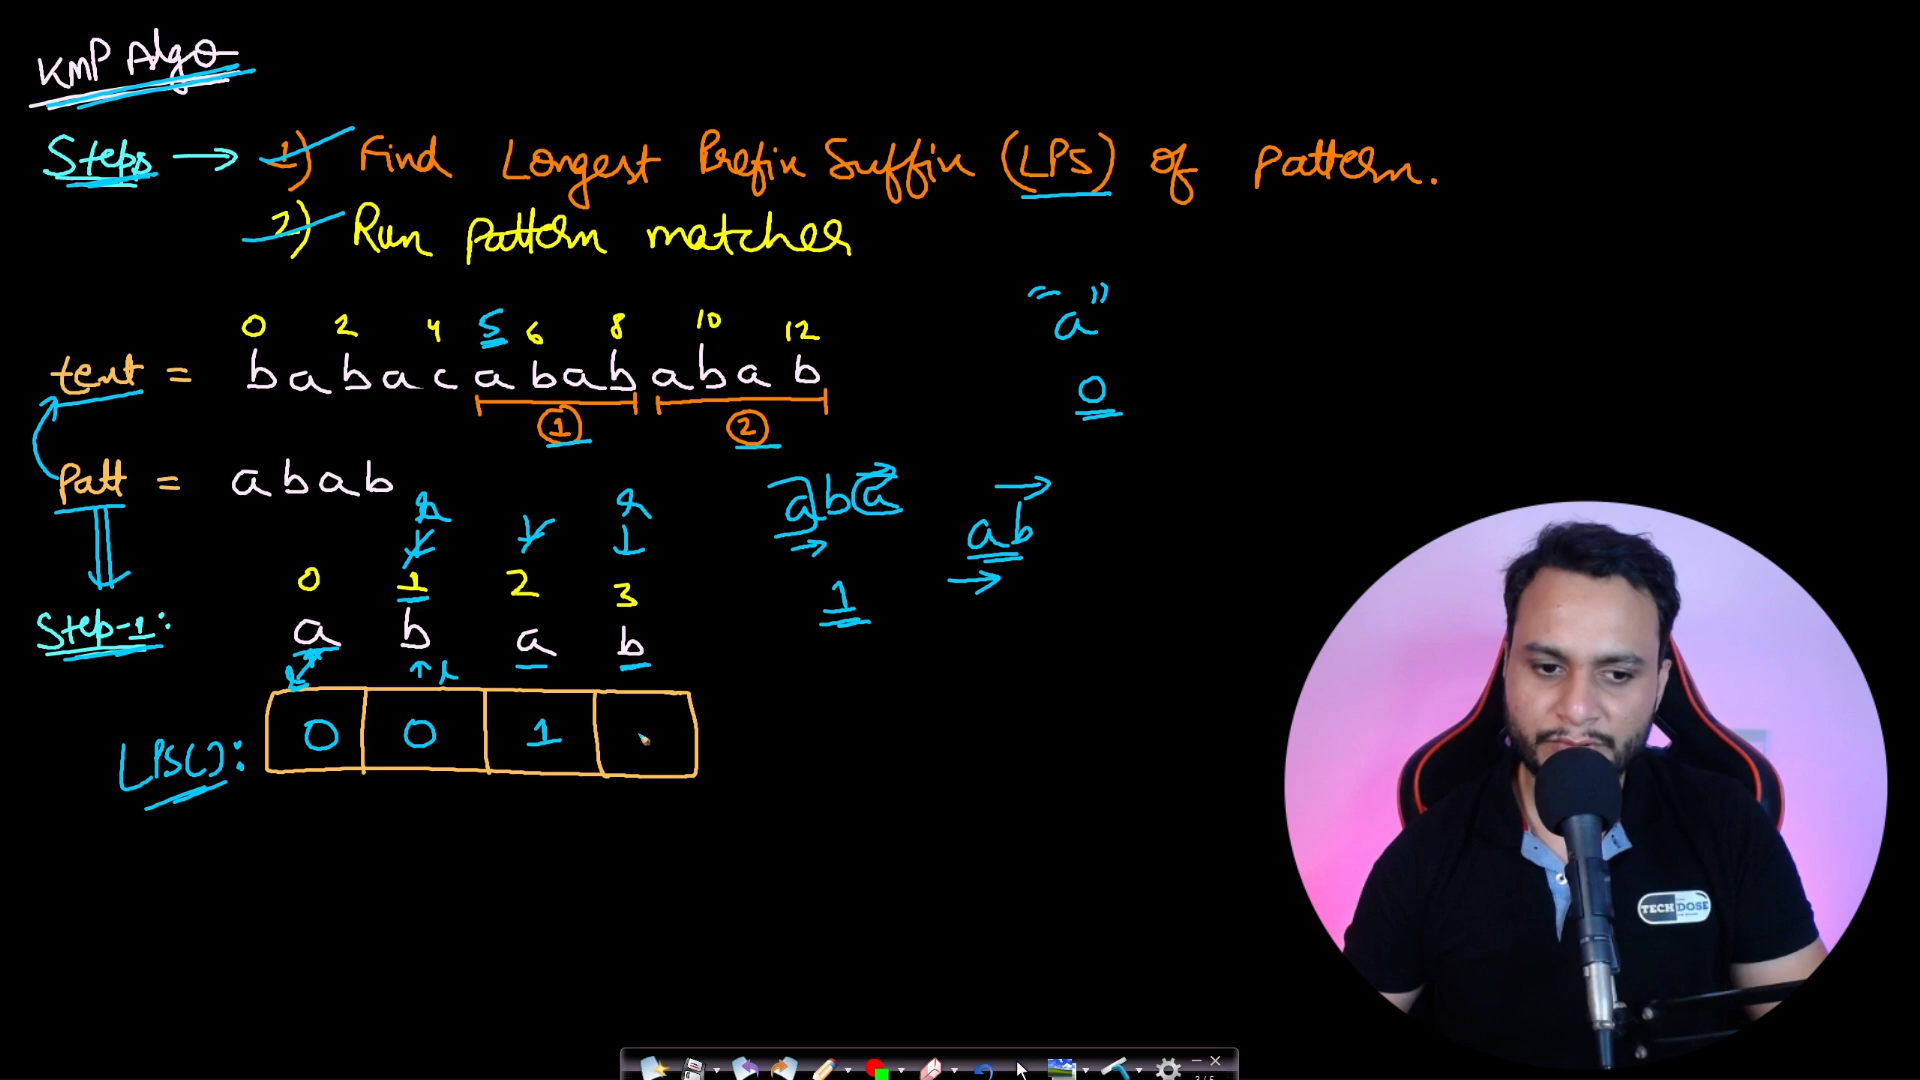 KMP Algo
Steps → 1) Find Longest Prefix Suffix (LPS) of Pattern.
2) Run pattern matcher
0 2 4 5 6 8 10 12
text = b a b a c a b a b a b a b
1 2
"a"
0
Patt = a b a b
aba
1
ab
0 1 2 3
Step-1: a b a b
LPS(): 0 0 1
TECH DOSE